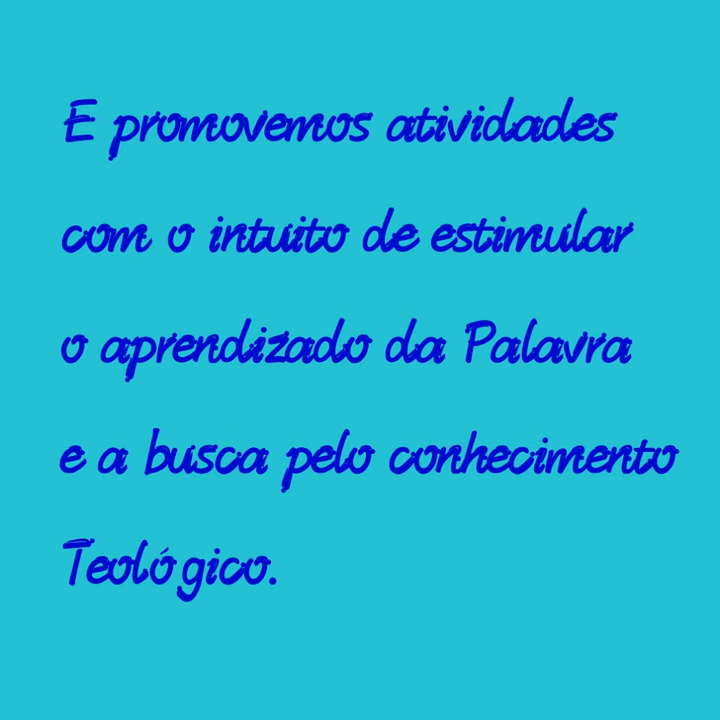 E promovemos atividades
com o intuito de estimular
o aprendizado da Palavra
e a busca pelo conhecimento
Teológico.